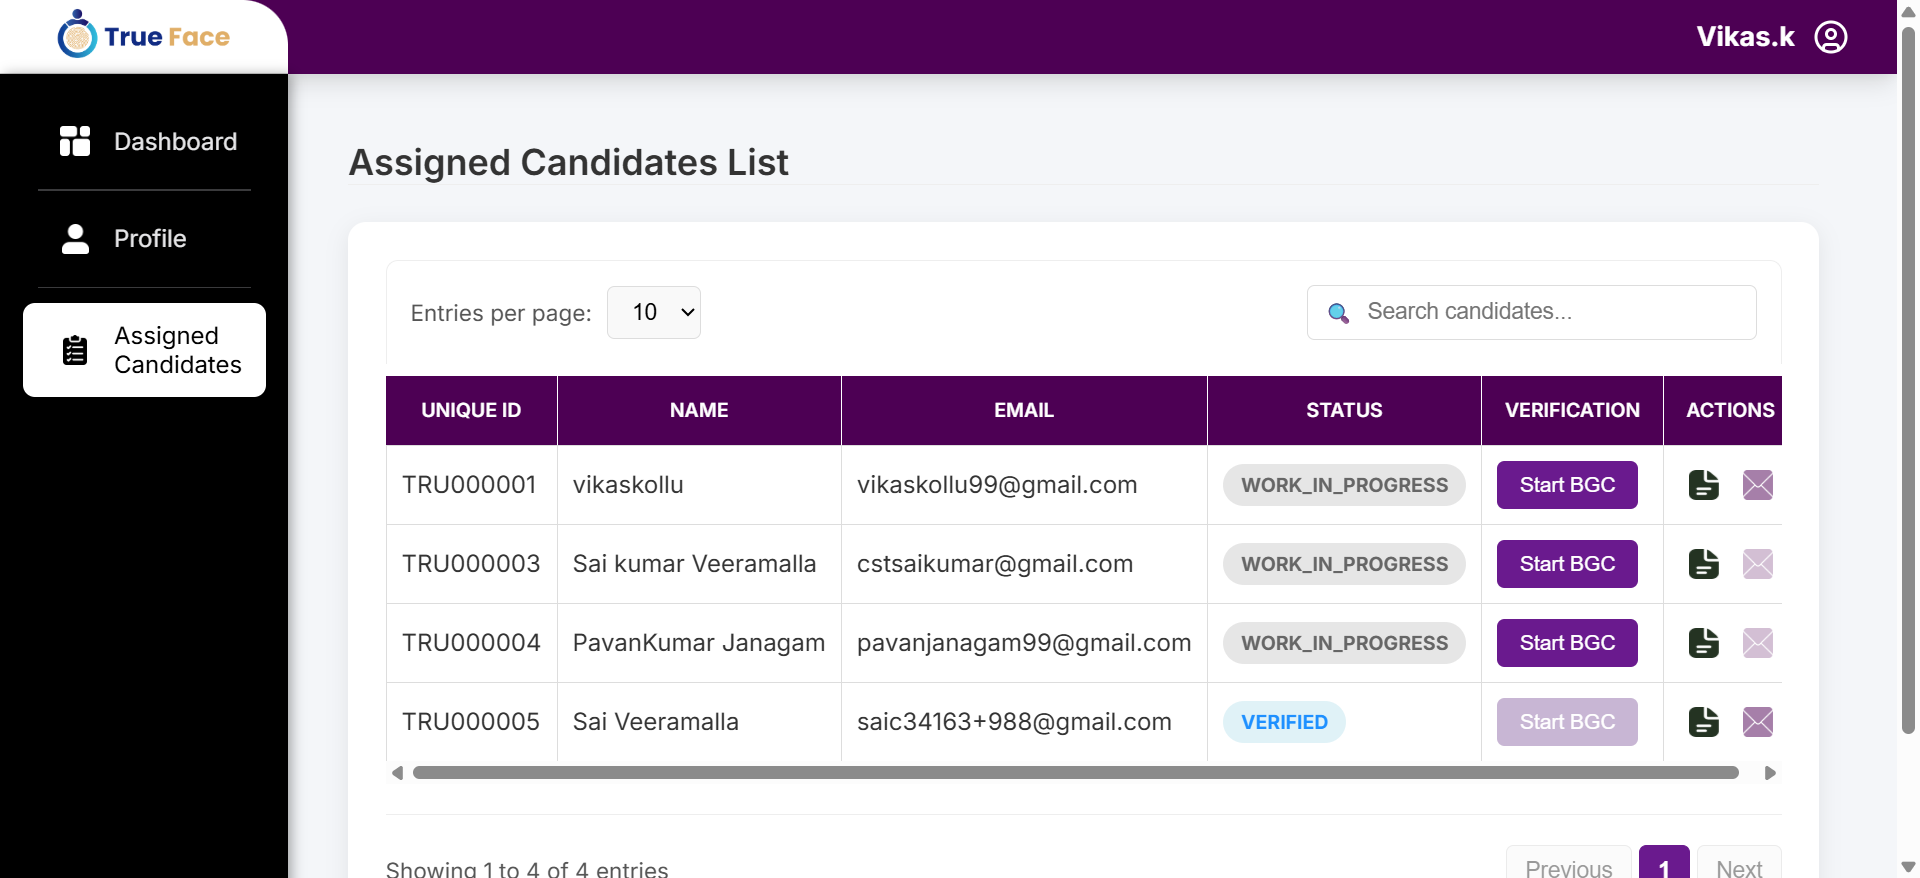 True Face
Vikas.k
Dashboard
Profile
Assigned
Candidates
Assigned Candidates List
Entries per page: 10
Search candidates...
UNIQUE ID NAME EMAIL STATUS VERIFICATION ACTIONS
TRU000001 vikaskollu vikaskollu99@gmail.com WORK_IN_PROGRESS Start BGC
TRU000003 Sai kumar Veeramalla cstsaikumar@gmail.com WORK_IN_PROGRESS Start BGC
TRU000004 PavanKumar Janagam pavanjanagam99@gmail.com WORK_IN_PROGRESS Start BGC
TRU000005 Sai Veeramalla saic34163+988@gmail.com VERIFIED Start BGC
Showing 1 to 4 of 4 entries
Previous 1 Next